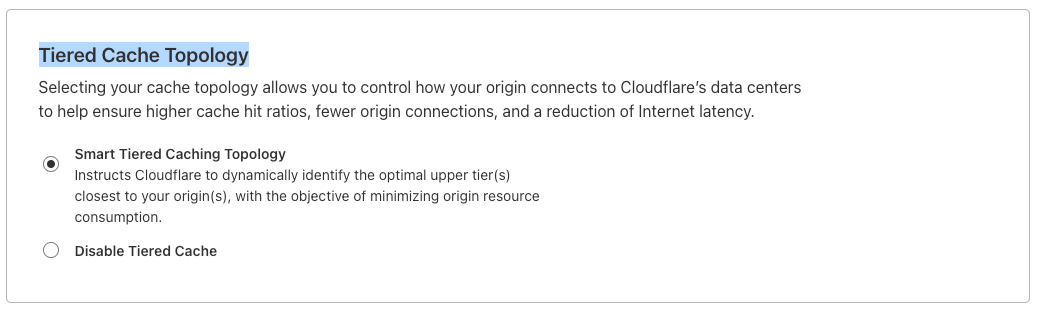 Tiered Cache Topology
Selecting your cache topology allows you to control how your origin connects to Cloudflare’s data centers
to help ensure higher cache hit ratios, fewer origin connections, and a reduction of Internet latency.
Smart Tiered Caching Topology
Instructs Cloudflare to dynamically identify the optimal upper tier(s)
closest to your origin(s), with the objective of minimizing origin resource
consumption.
Disable Tiered Cache